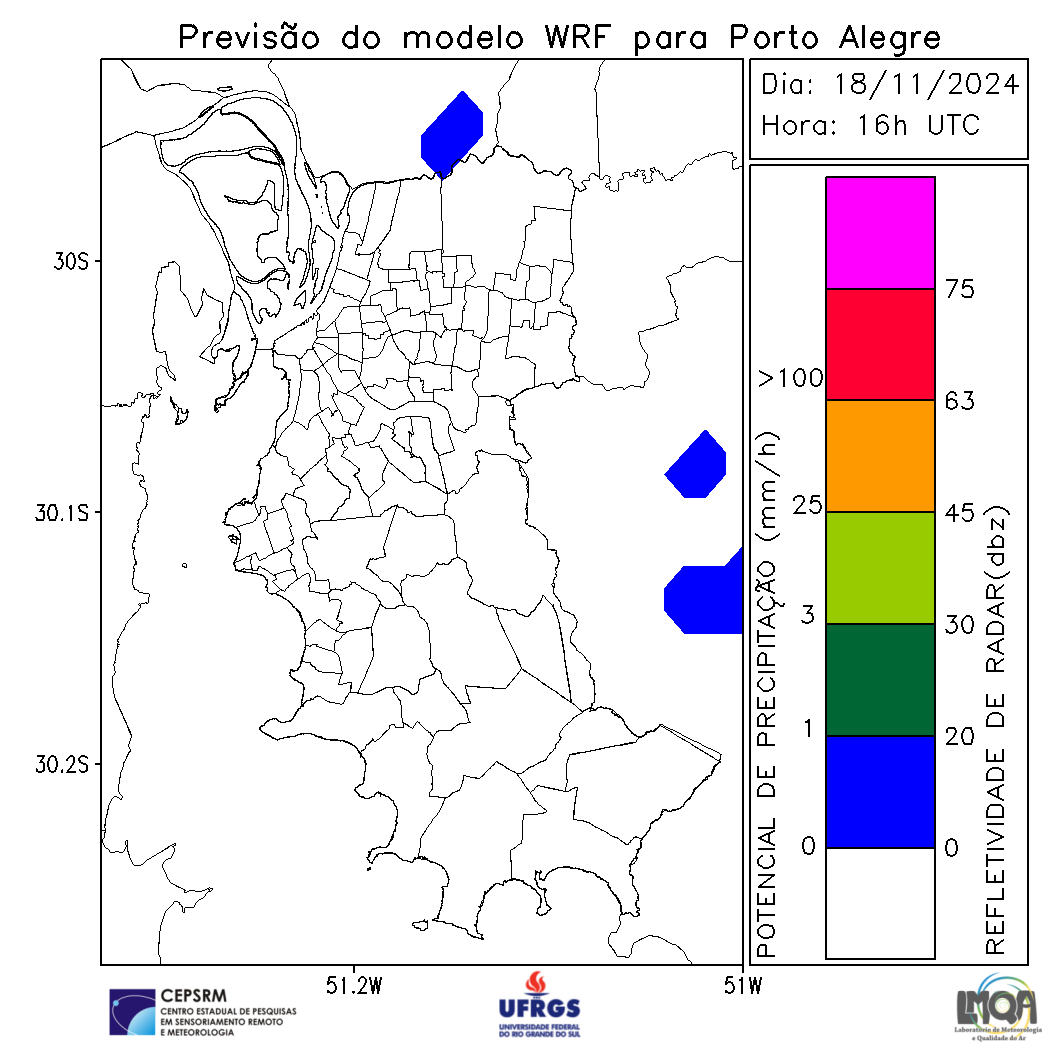 Previsão do modelo WRF para Porto Alegre
Dia: 18/11/2024
Hora: 16h UTC
30S
30.1S
30.2S
51.2W
51W
POTENCIAL DE PRECIPITAÇÃO (mm/h)
>100
25
3
1
0
75
63
45
30
20
0
REFLETIVIDADE DE RADAR(dbz)
CEPSRM
CENTRO ESTADUAL DE PESQUISAS
EM SENSORIAMENTO REMOTO
E METEOROLOGIA
UFRGS
UNIVERSIDADE FEDERAL
DO RIO GRANDE DO SUL
LMQA
Laboratório de Meteorologia
e Qualidade do Ar